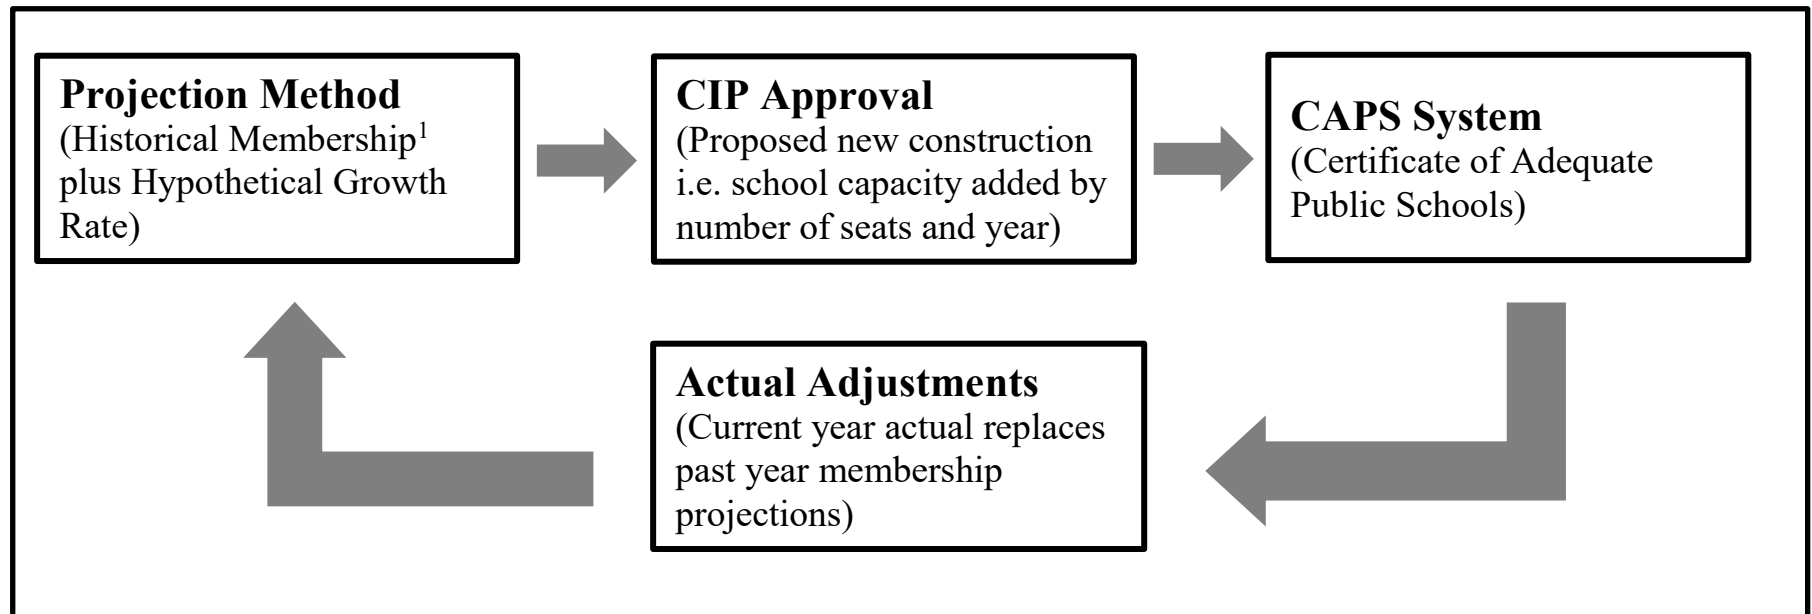 Projection Method
(Historical Membership¹
plus Hypothetical Growth
Rate)
CIP Approval
(Proposed new construction
i.e. school capacity added by
number of seats and year)
CAPS System
(Certificate of Adequate
Public Schools)
Actual Adjustments
(Current year actual replaces
past year membership
projections)